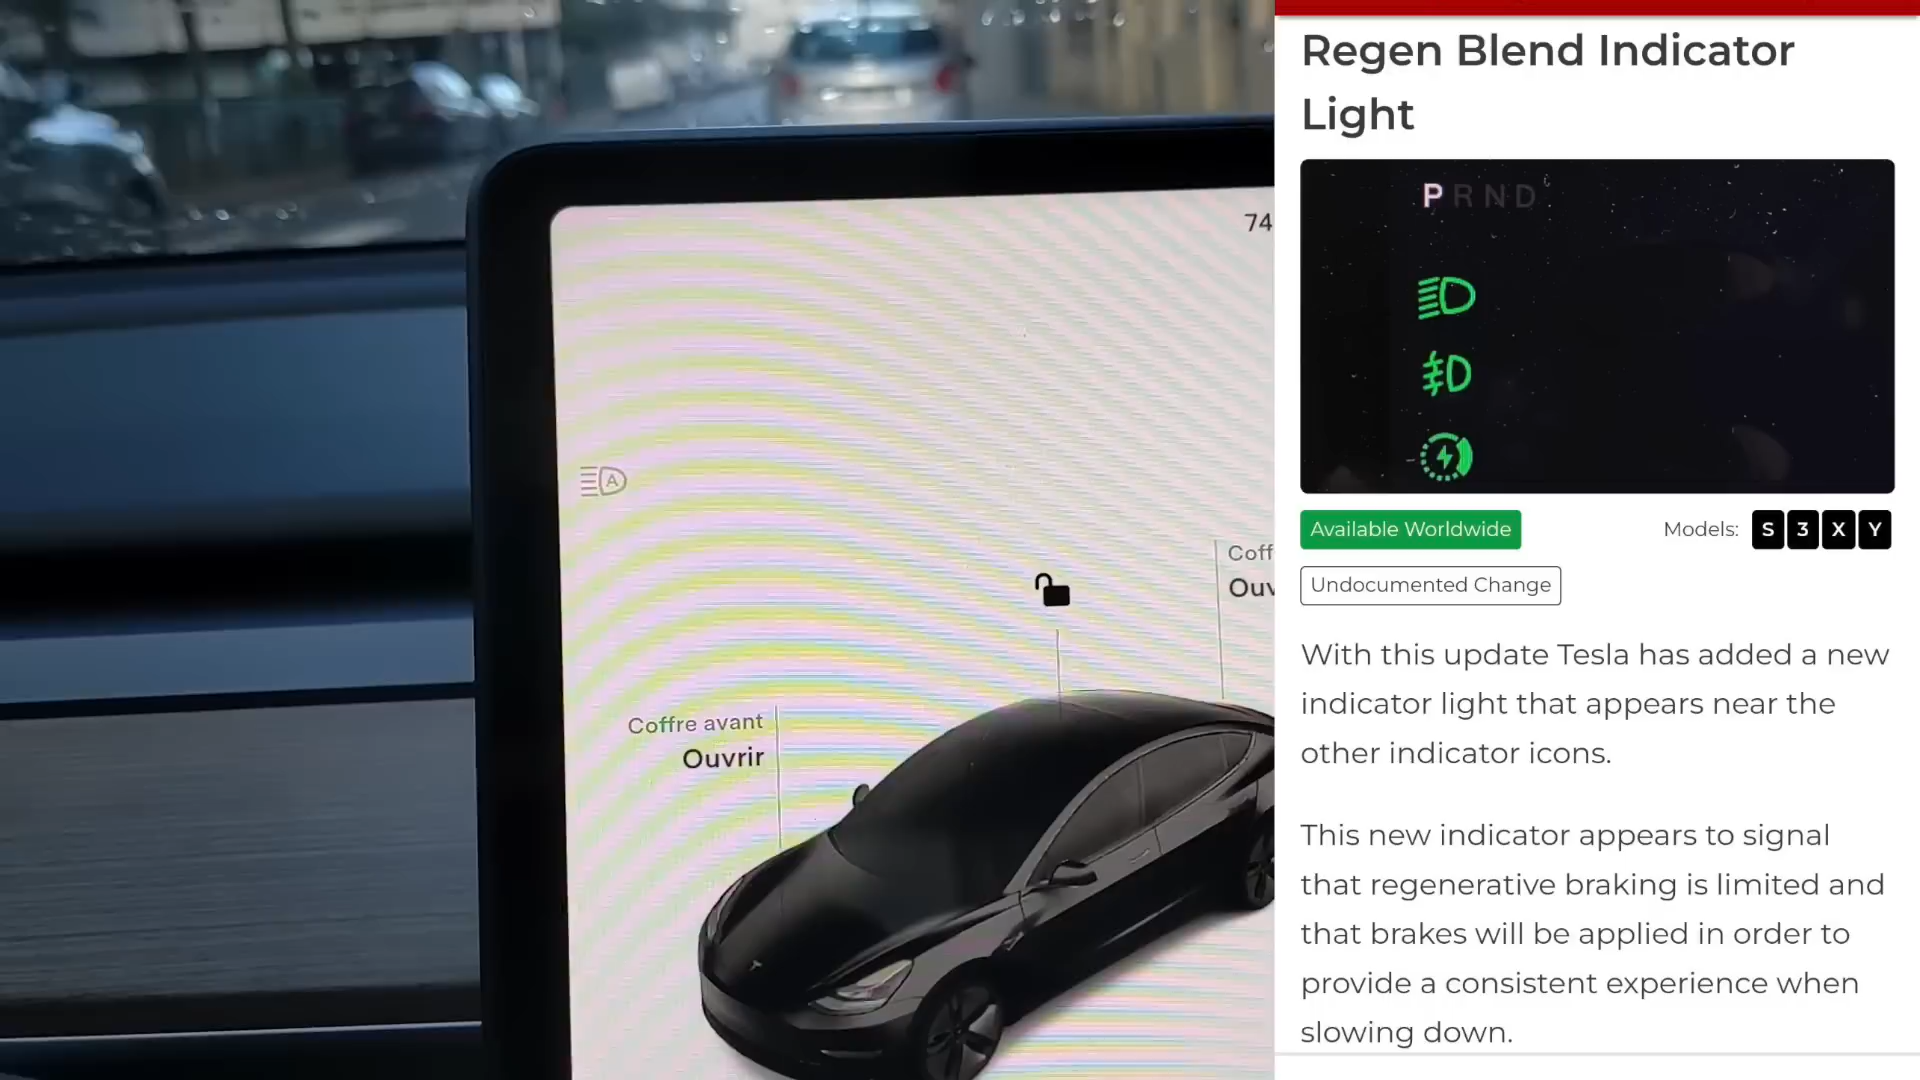 74
A
Coff
Ouv
Coffre avant
Ouvrir
Regen Blend Indicator
Light
P R N D
Available Worldwide
Models: S 3 X Y
Undocumented Change
With this update Tesla has added a new
indicator light that appears near the
other indicator icons.
This new indicator appears to signal
that regenerative braking is limited and
that brakes will be applied in order to
provide a consistent experience when
slowing down.